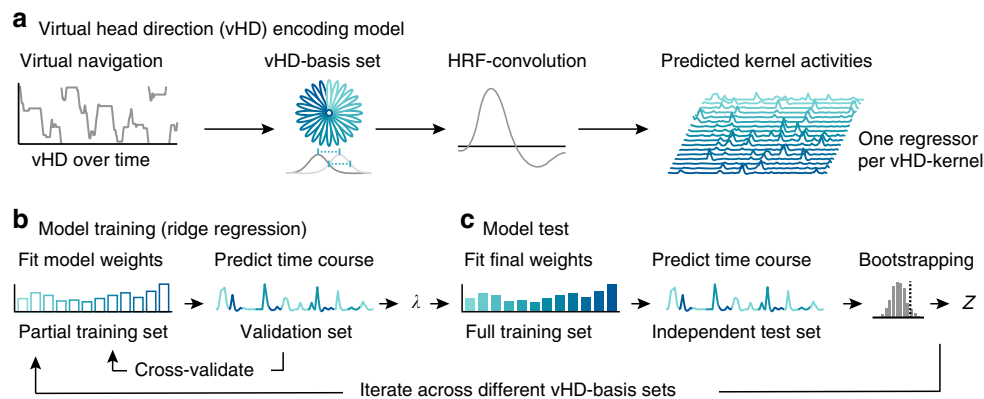 a Virtual head direction (vHD) encoding model
Virtual navigation
vHD-basis set
HRF-convolution
Predicted kernel activities
vHD over time
One regressor
per vHD-kernel
b Model training (ridge regression)
c Model test
Fit model weights
Predict time course
Fit final weights
Predict time course
Bootstrapping
λ
Z
Partial training set
Validation set
Full training set
Independent test set
Cross-validate
Iterate across different vHD-basis sets